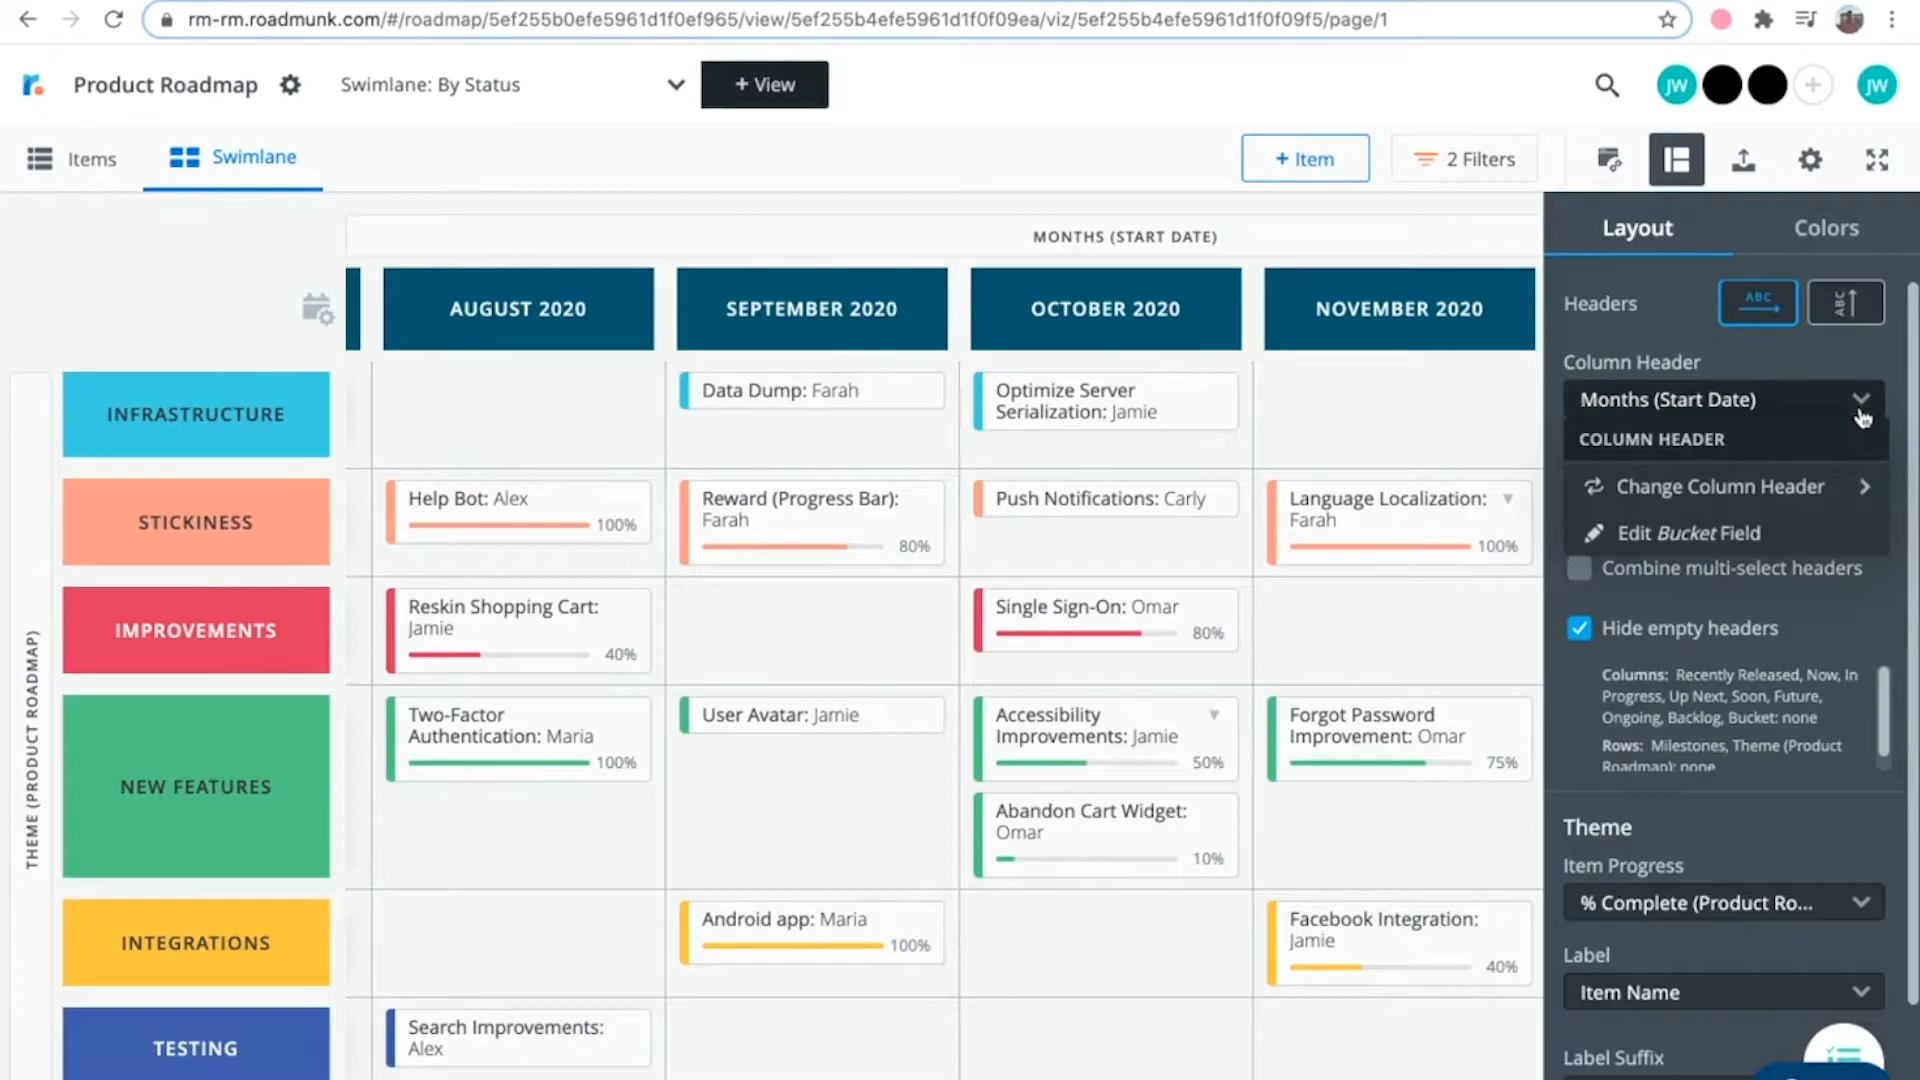 rm-rm.roadmunk.com/#/roadmap/5ef255b0efe5961d1f0ef965/view/5ef255b4efe5961d1f0f09ea/viz/5ef255b4efe5961d1f0f09f5/page/1
Product Roadmap
Swimlane: By Status
+ View
JW
+
JW
Items
Swimlane
+ Item
2 Filters
Layout
Colors
MONTHS (START DATE)
AUGUST 2020
SEPTEMBER 2020
OCTOBER 2020
NOVEMBER 2020
THEME (PRODUCT ROADMAP)
INFRASTRUCTURE
Data Dump: Farah
Optimize Server
Serialization: Jamie
STICKINESS
Help Bot: Alex
100%
Reward (Progress Bar):
Farah
80%
Push Notifications: Carly
Language Localization:
Farah
100%
IMPROVEMENTS
Reskin Shopping Cart:
Jamie
40%
Single Sign-On: Omar
80%
NEW FEATURES
Two-Factor
Authentication: Maria
100%
User Avatar: Jamie
Accessibility
Improvements: Jamie
50%
Abandon Cart Widget:
Omar
10%
Forgot Password
Improvement: Omar
75%
INTEGRATIONS
Android app: Maria
100%
Facebook Integration:
Jamie
40%
TESTING
Search Improvements:
Alex
Headers
ABC
ABC
Column Header
Months (Start Date)
COLUMN HEADER
Change Column Header
Edit Bucket Field
Combine multi-select headers
Hide empty headers
Columns: Recently Released, Now, In
Progress, Up Next, Soon, Future,
Ongoing, Backlog, Bucket: none
Rows: Milestones, Theme (Product
Roadmap): none
Theme
Item Progress
% Complete (Product Ro...
Label
Item Name
Label Suffix